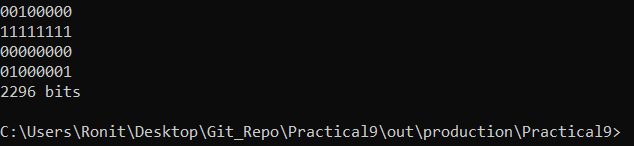 00100000
11111111
00000000
01000001
2296 bits
C:\Users\Ronit\Desktop\Git_Repo\Practical9\out\production\Practical9>